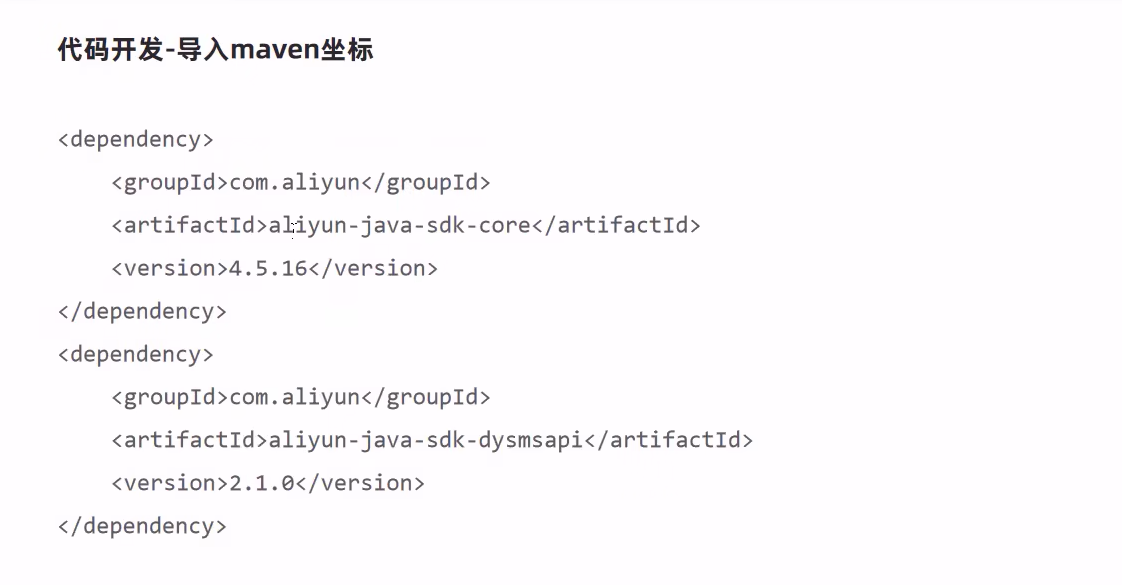 代码开发-导入maven坐标
<dependency>
<groupId>com.aliyun</groupId>
<artifactId>aliyun-java-sdk-core</artifactId>
<version>4.5.16</version>
</dependency>
<dependency>
<groupId>com.aliyun</groupId>
<artifactId>aliyun-java-sdk-dysmsapi</artifactId>
<version>2.1.0</version>
</dependency>